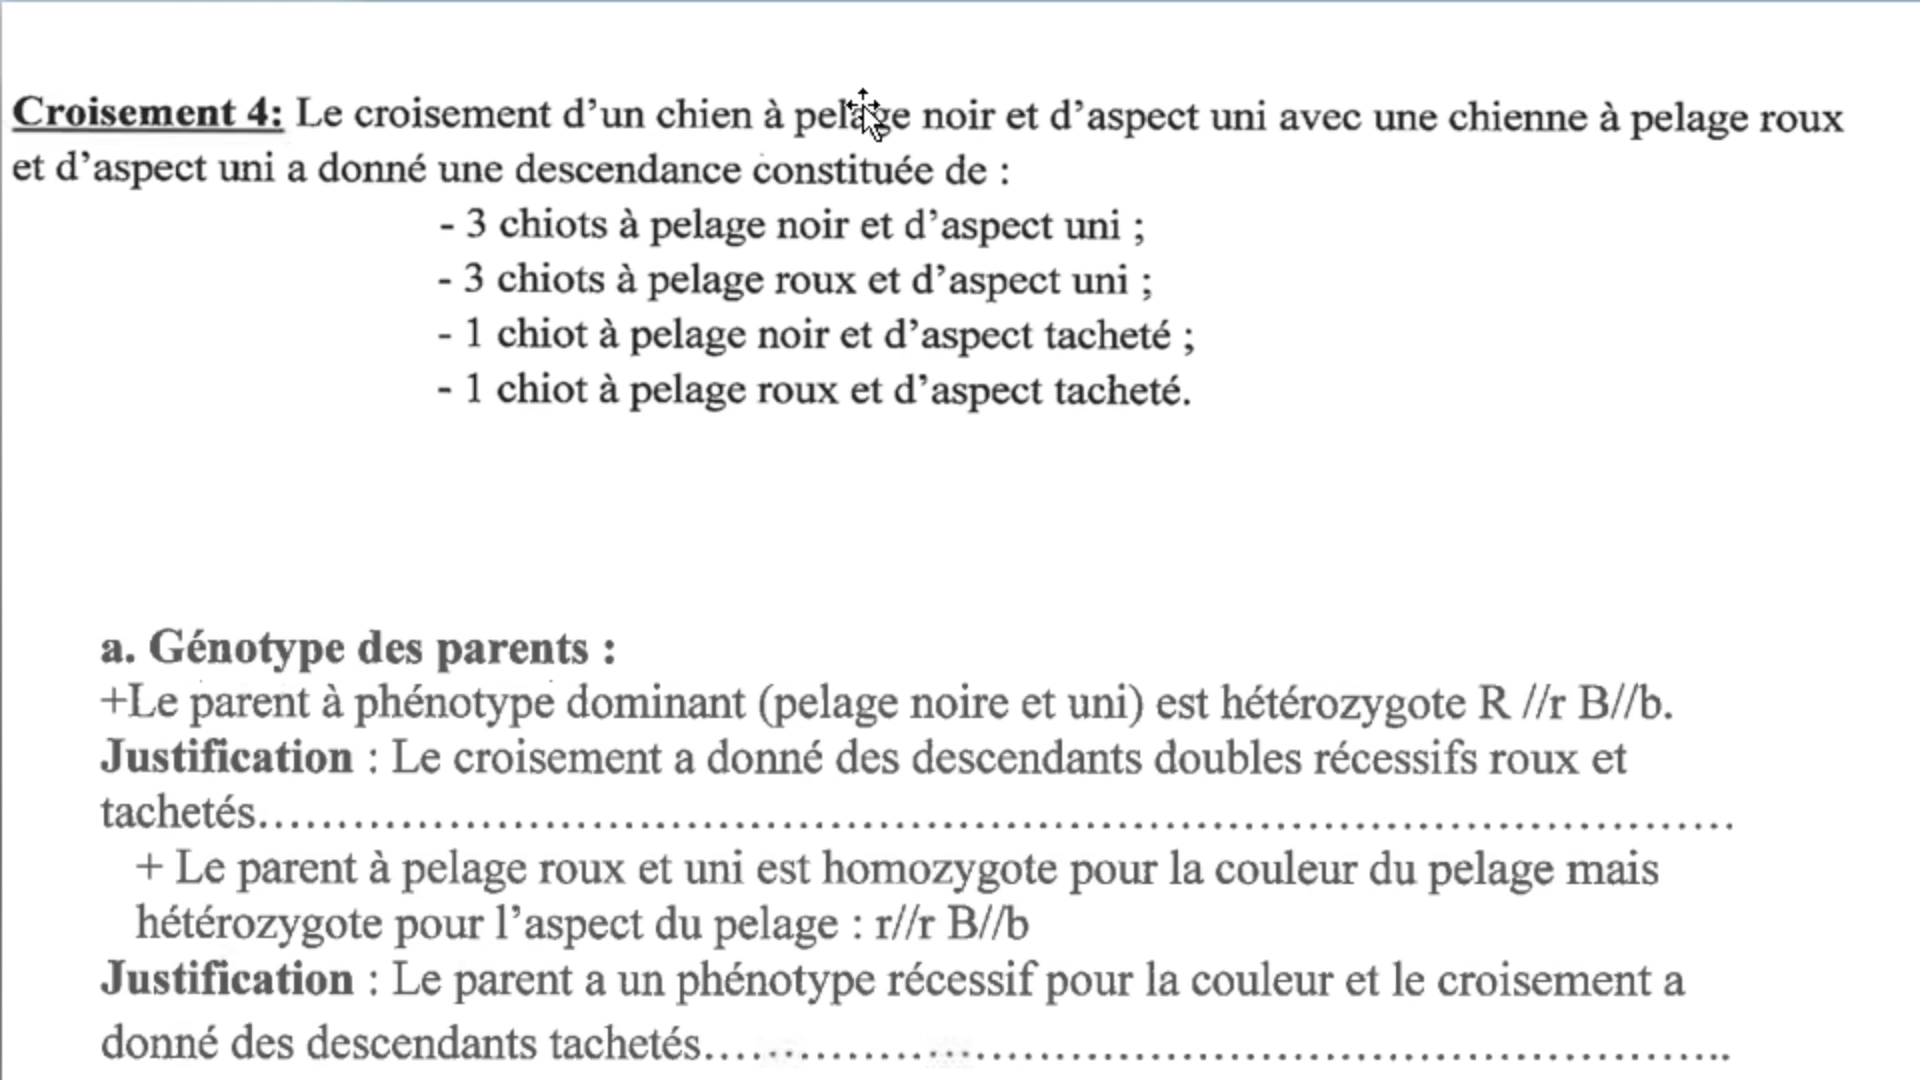 Croisement 4: Le croisement d’un chien à pelage noir et d’aspect uni avec une chienne à pelage roux
et d’aspect uni a donné une descendance constituée de :
- 3 chiots à pelage noir et d’aspect uni ;
- 3 chiots à pelage roux et d’aspect uni ;
- 1 chiot à pelage noir et d’aspect tacheté ;
- 1 chiot à pelage roux et d’aspect tacheté.
a. Génotype des parents :
+Le parent à phénotype dominant (pelage noire et uni) est hétérozygote R //r B//b.
Justification : Le croisement a donné des descendants doubles récessifs roux et
tachetés……………………………………………………………………………………
+ Le parent à pelage roux et uni est homozygote pour la couleur du pelage mais
hétérozygote pour l’aspect du pelage : r//r B//b
Justification : Le parent a un phénotype récessif pour la couleur et le croisement a
donné des descendants tachetés…………………………………………………………..